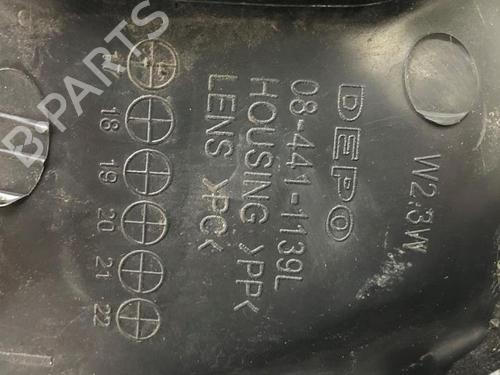 DEPO
08-441-1139L
HOUSING >PP<
LENS >PC<
W2.3W
18
19
20
21
22
B-PARTS